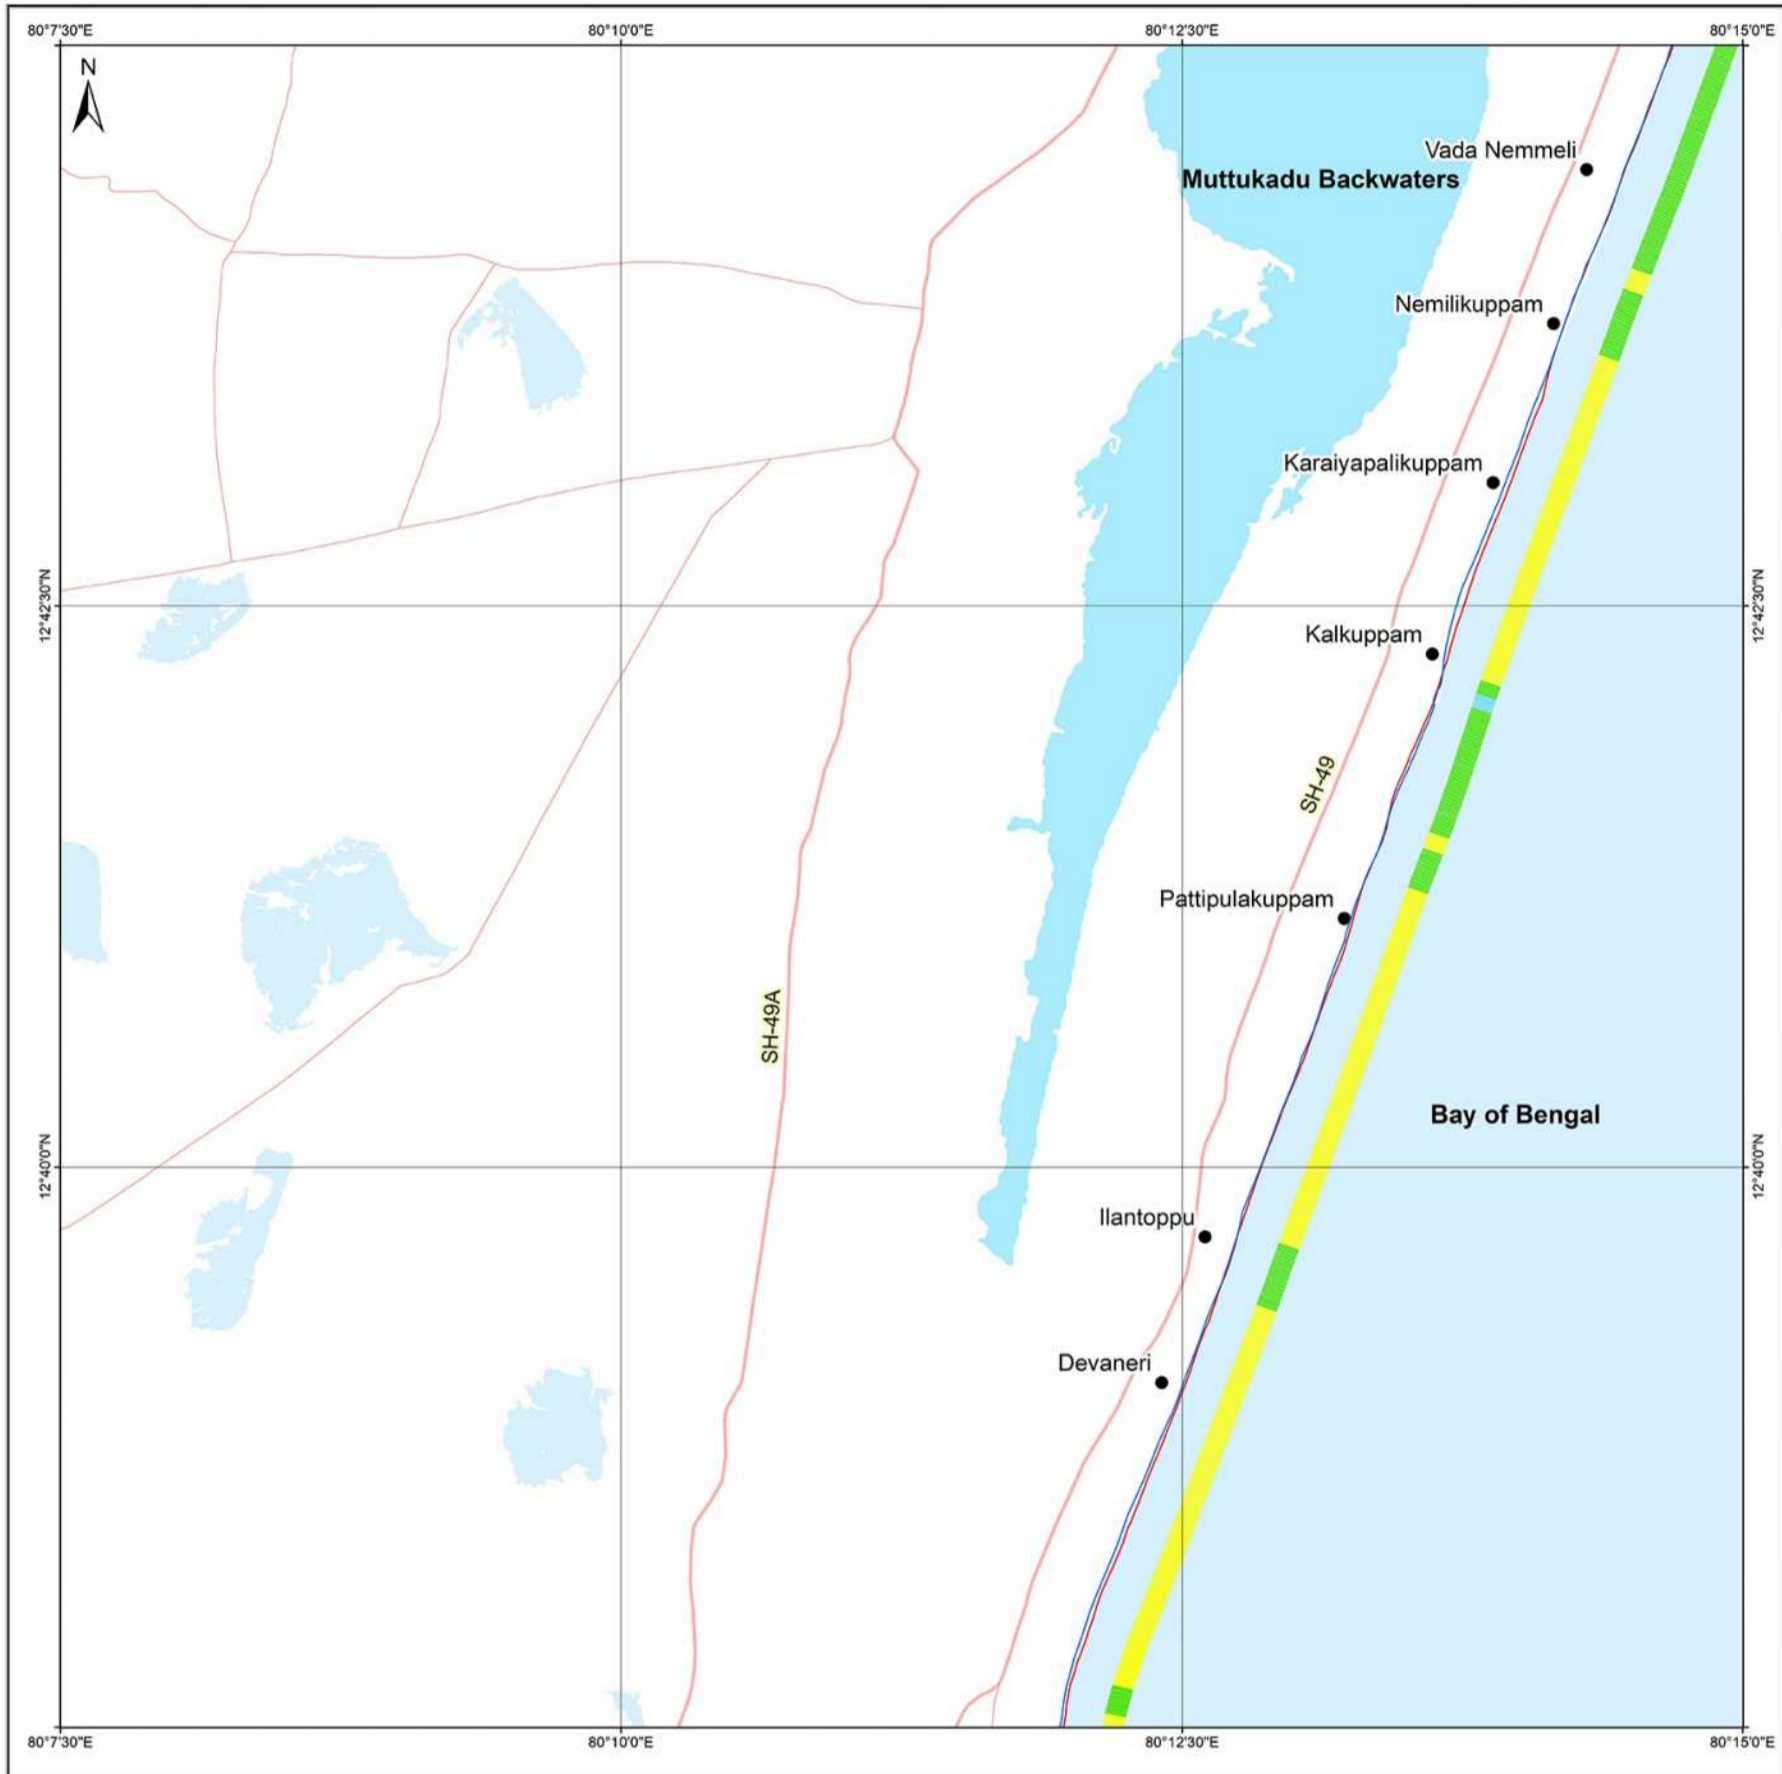 80°7'30"E
80°10'0"E
80°12'30"E
80°15'0"E
N
Vada Nemmeli
Muttukadu Backwaters
Nemilikuppam
Karaiyapalikuppam
12°42'30"N
12°42'30"N
Kalkuppam
SH-49
Pattipulakuppam
SH-49A
Bay of Bengal
12°40'0"N
12°40'0"N
Ilantoppu
Devaneri
80°7'30"E
80°10'0"E
80°12'30"E
80°15'0"E